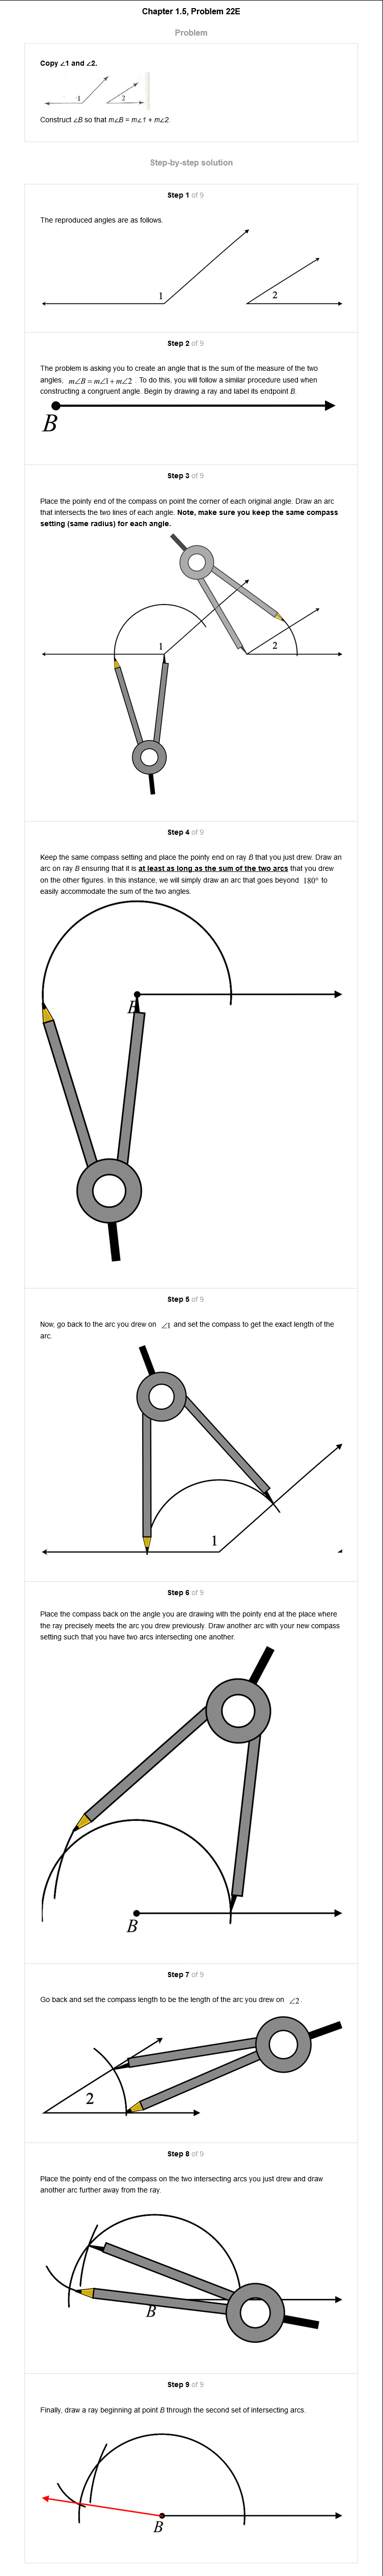 Chapter 1.5, Problem 22E
Problem
Copy ∠1 and ∠2.
1
2
Construct ∠B so that m∠B = m∠1 + m∠2.
Step-by-step solution
Step 1 of 9
The reproduced angles are as follows.
1
2
Step 2 of 9
The problem is asking you to create an angle that is the sum of the measure of the two
angles, m∠B = m∠1 + m∠2 . To do this, you will follow a similar procedure used when
constructing a congruent angle. Begin by drawing a ray and label its endpoint B.
B
Step 3 of 9
Place the pointy end of the compass on point the corner of each original angle. Draw an arc
that intersects the two lines of each angle. Note, make sure you keep the same compass
setting (same radius) for each angle.
1
2
Step 4 of 9
Keep the same compass setting and place the pointy end on ray B that you just drew. Draw an
arc on ray B ensuring that it is at least as long as the sum of the two arcs that you drew
on the other figures. In this instance, we will simply draw an arc that goes beyond 180° to
easily accommodate the sum of the two angles.
B
Step 5 of 9
Now, go back to the arc you drew on ∠1 and set the compass to get the exact length of the
arc.
1
Step 6 of 9
Place the compass back on the angle you are drawing with the pointy end at the place where
the ray precisely meets the arc you drew previously. Draw another arc with your new compass
setting such that you have two arcs intersecting one another.
B
Step 7 of 9
Go back and set the compass length to be the length of the arc you drew on ∠2.
2
Step 8 of 9
Place the pointy end of the compass on the two intersecting arcs you just drew and draw
another arc further away from the ray.
B
Step 9 of 9
Finally, draw a ray beginning at point B through the second set of intersecting arcs.
B